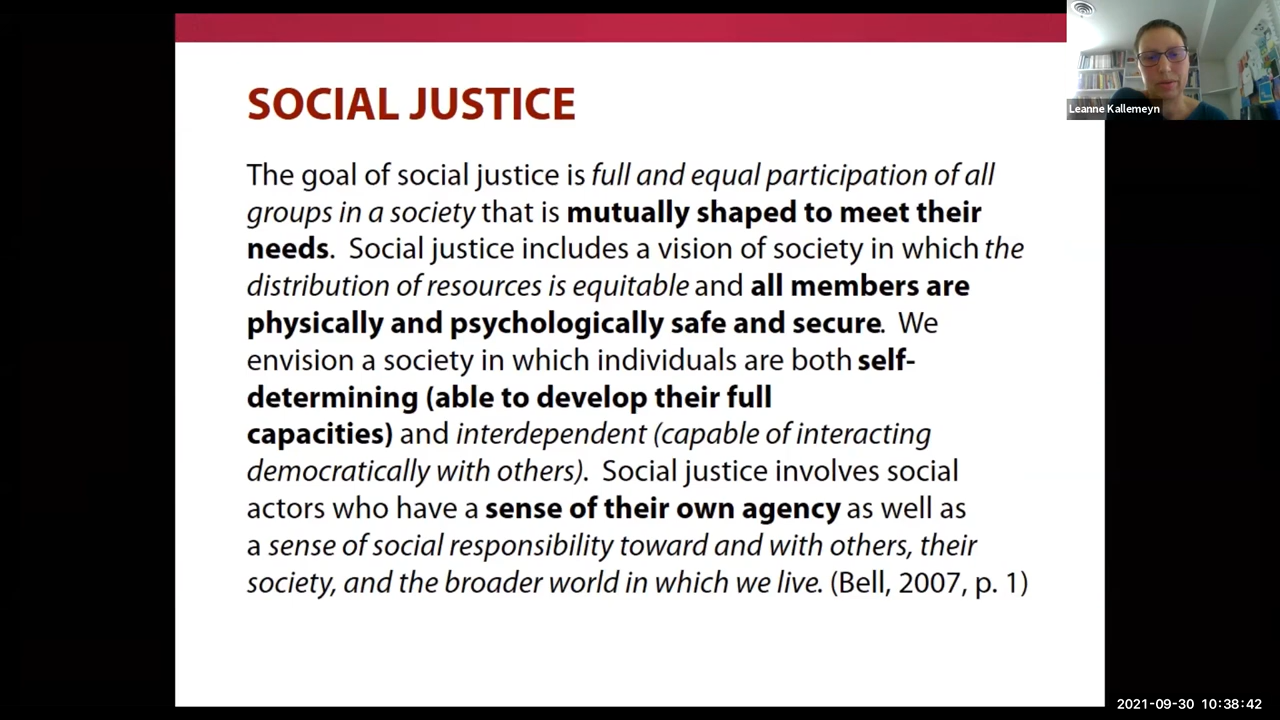 SOCIAL JUSTICE
The goal of social justice is full and equal participation of all
groups in a society that is mutually shaped to meet their
needs.  Social justice includes a vision of society in which the
distribution of resources is equitable and all members are
physically and psychologically safe and secure.  We
envision a society in which individuals are both self-
determining (able to develop their full
capacities) and interdependent (capable of interacting
democratically with others).  Social justice involves social
actors who have a sense of their own agency as well as
a sense of social responsibility toward and with others, their
society, and the broader world in which we live. (Bell, 2007, p. 1)
Leanne Kallemeyn
2021-09-30 10:38:42